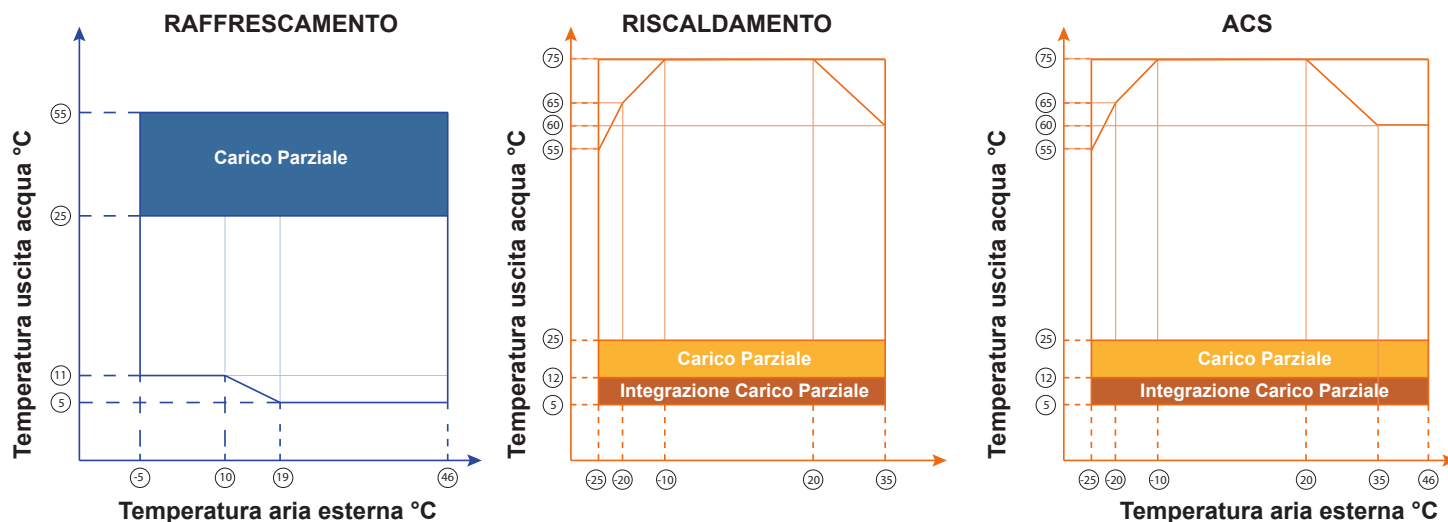 RAFFRESCAMENTO
55
25
11
5
Carico Parziale
-5
10
19
46
Temperatura uscita acqua °C
Temperatura aria esterna °C
RISCALDAMENTO
75
65
60
55
25
12
5
Carico Parziale
Integrazione Carico Parziale
-25
-20
-10
20
35
Temperatura uscita acqua °C
ACS
75
65
60
55
25
12
5
Carico Parziale
Integrazione Carico Parziale
-25
-20
-10
20
35
46
Temperatura uscita acqua °C
Temperatura aria esterna °C